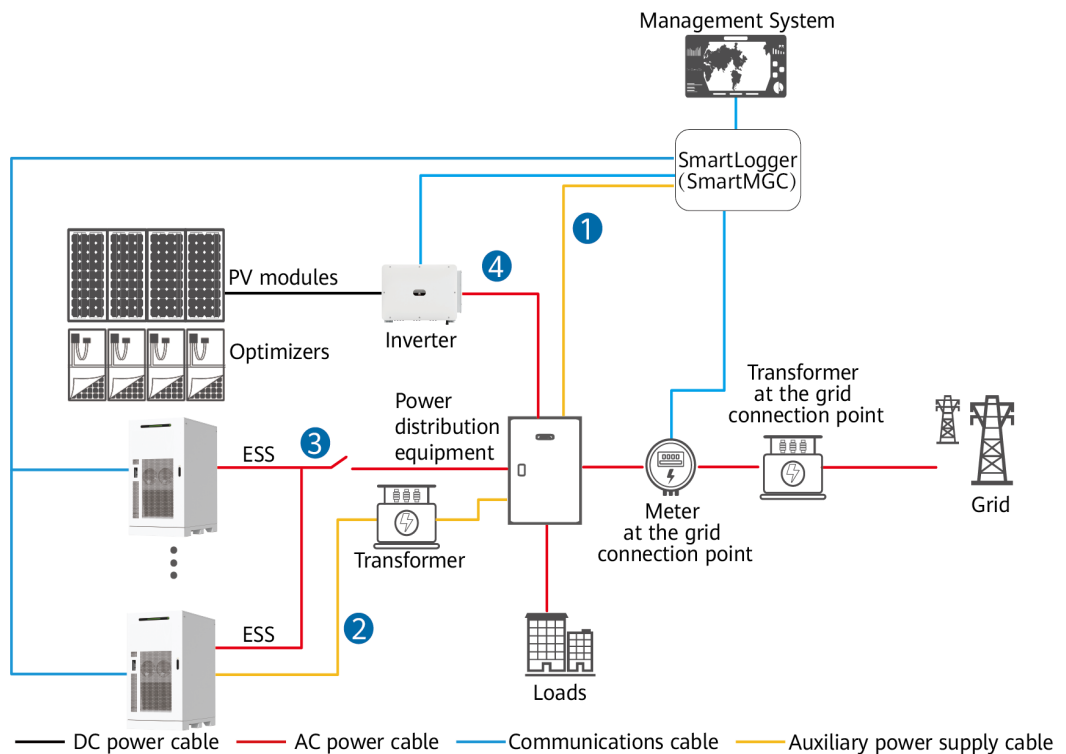 Management System
SmartLogger
(SmartMGC)
1
4
PV modules
Inverter
Optimizers
Transformer
at the grid
connection point
Power
distribution
equipment
3
ESS
Meter
at the grid
connection point
Grid
Transformer
2
ESS
Loads
DC power cable
AC power cable
Communications cable
Auxiliary power supply cable